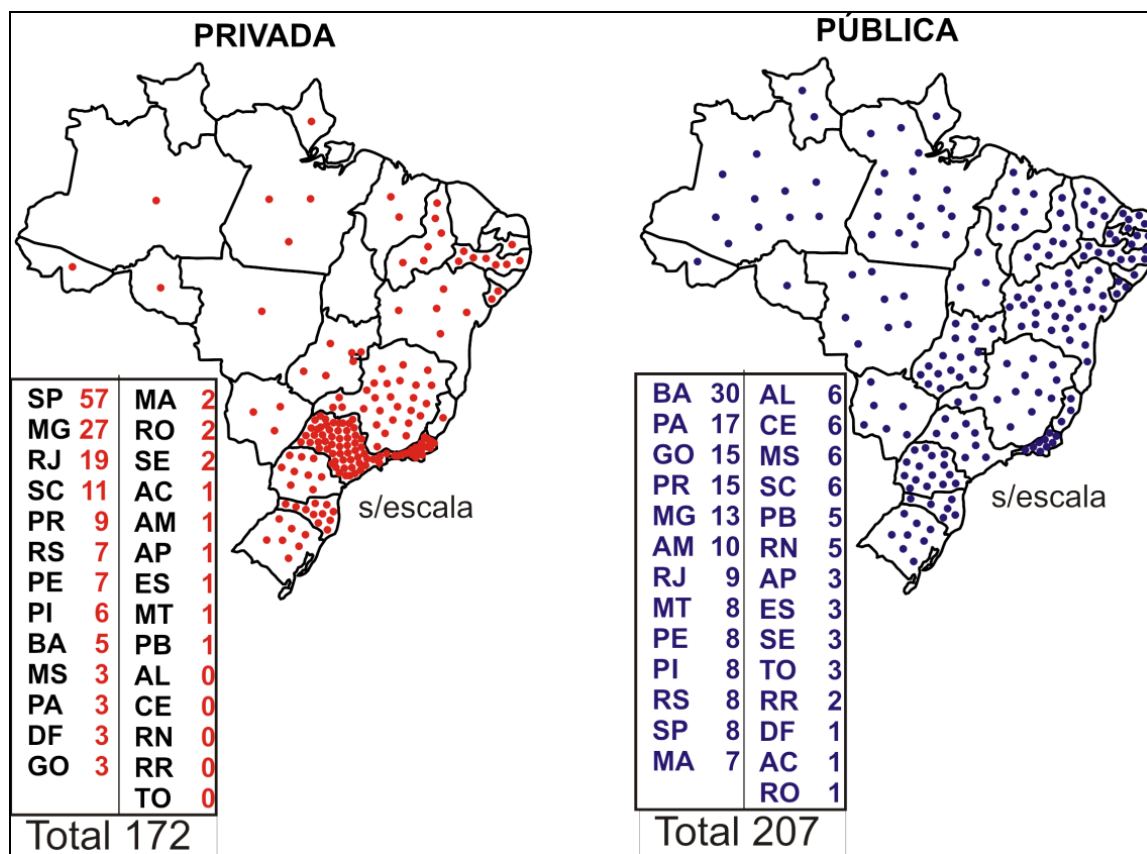 PRIVADA
SP 57 MA 2
MG 27 RO 2
RJ 19 SE 2
SC 11 AC 1
PR 9 AM 1
RS 7 AP 1
PE 7 ES 1
PI 6 MT 1
BA 5 PB 1
MS 3 AL 0
PA 3 CE 0
DF 3 RN 0
GO 3 RR 0
TO 0
Total 172
s/escala
PÚBLICA
BA 30 AL 6
PA 17 CE 6
GO 15 MS 6
PR 15 SC 6
MG 13 PB 5
AM 10 RN 5
RJ 9 AP 3
MT 8 ES 3
PE 8 SE 3
PI 8 TO 3
RS 8 RR 2
SP 8 DF 1
MA 7 AC 1
RO 1
Total 207
s/escala